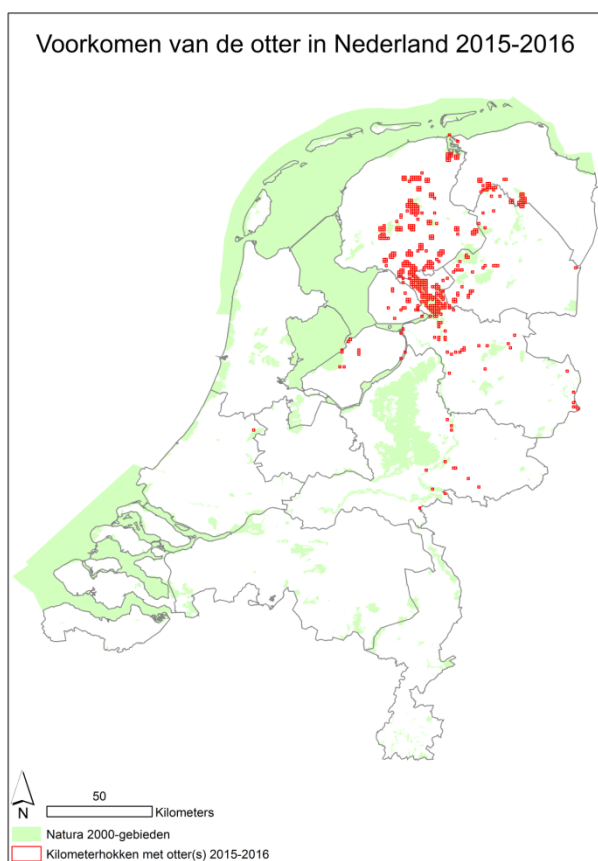 Voorkomen van de otter in Nederland 2015-2016
50
Kilometers
N
Natura 2000-gebieden
Kilometerhokken met otter(s) 2015-2016